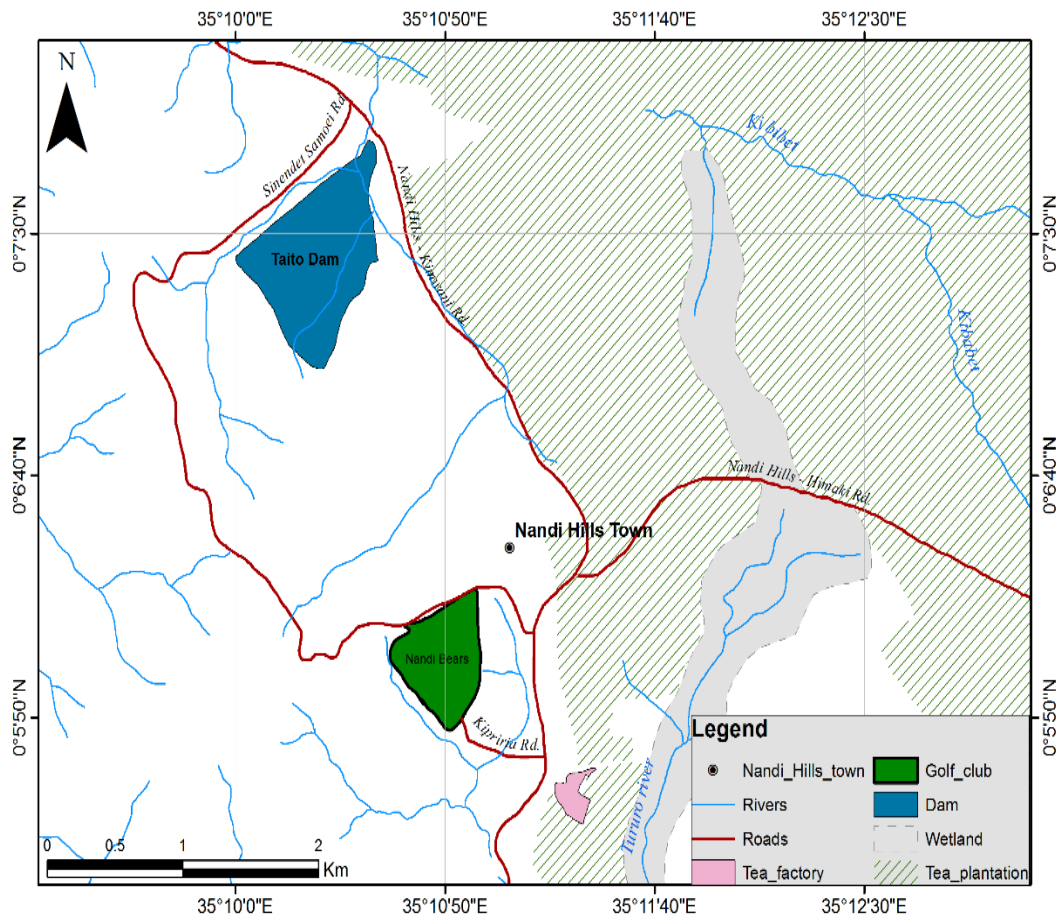 35°10'0"E 35°10'50"E 35°11'40"E 35°12'30"E
N
Sinendet Samoei Rd.
Kibibet
Nandi Hills - Kimwani Rd.
0°7'30"N
0°7'30"N
Taito Dam
Kibabet
0°6'40"N
0°6'40"N
Nandi Hills - Himaki Rd.
Nandi Hills Town
Nandi Bears
0°5'50"N
0°5'50"N
Kipriria Rd.
Tururo river
Legend
Nandi_Hills_town
Golf_club
Rivers
Dam
Roads
Wetland
Tea_factory
Tea_plantation
0 0.5 1 2
Km
35°10'0"E 35°10'50"E 35°11'40"E 35°12'30"E